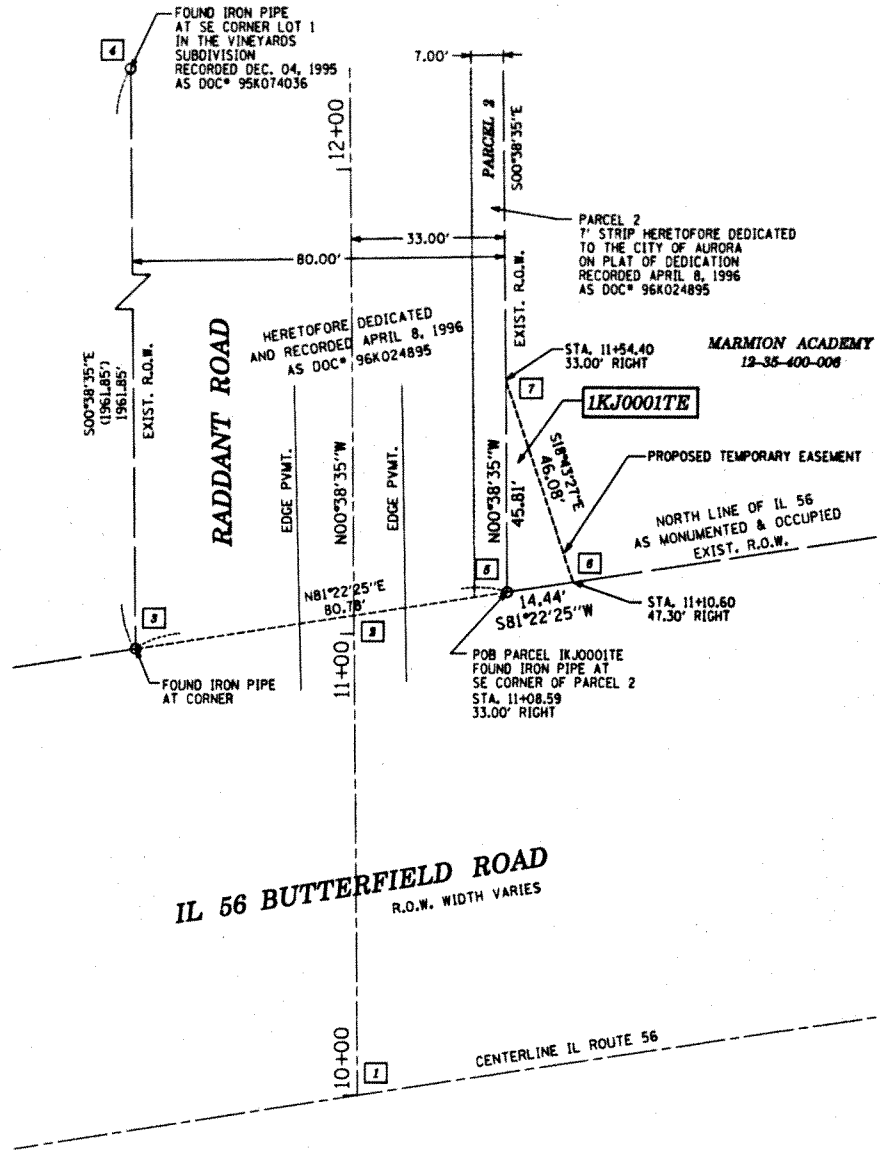 FOUND IRON PIPE
AT SE CORNER LOT 1
IN THE VINEYARDS
SUBDIVISION
RECORDED DEC. 04, 1995
AS DOC# 95K074036
4
7.00'
12+00
PARCEL 2
S00°38'35"E
PARCEL 2
7' STRIP HERETOFORE DEDICATED
TO THE CITY OF AURORA
ON PLAT OF DEDICATION
RECORDED APRIL 8, 1996
AS DOC# 96K024895
33.00'
80.00'
EXIST. R.O.W.
HERETOFORE DEDICATED
AND RECORDED APRIL 8, 1996
AS DOC# 96K024895
S00°38'35"E
(1961.85')
1961.85'
EXIST. R.O.W.
RADDANT ROAD
STA. 11+54.40
33.00' RIGHT
MARMION ACADEMY
12-35-400-006
7
1KJ0001TE
EDGE PVMT.
N00°38'35"W
EDGE PVMT.
N00°38'35"W
45.81'
S18°43'27"E
46.08'
PROPOSED TEMPORARY EASEMENT
NORTH LINE OF IL 56
AS MONUMENTED & OCCUPIED
EXIST. R.O.W.
5
6
N81°22'25"E
80.78'
14.44'
S81°22'25"W
STA. 11+10.60
47.30' RIGHT
3
2
11+00
FOUND IRON PIPE
AT CORNER
POB PARCEL 1KJ0001TE
FOUND IRON PIPE AT
SE CORNER OF PARCEL 2
STA. 11+08.59
33.00' RIGHT
IL 56 BUTTERFIELD ROAD
R.O.W. WIDTH VARIES
10+00
1
CENTERLINE IL ROUTE 56